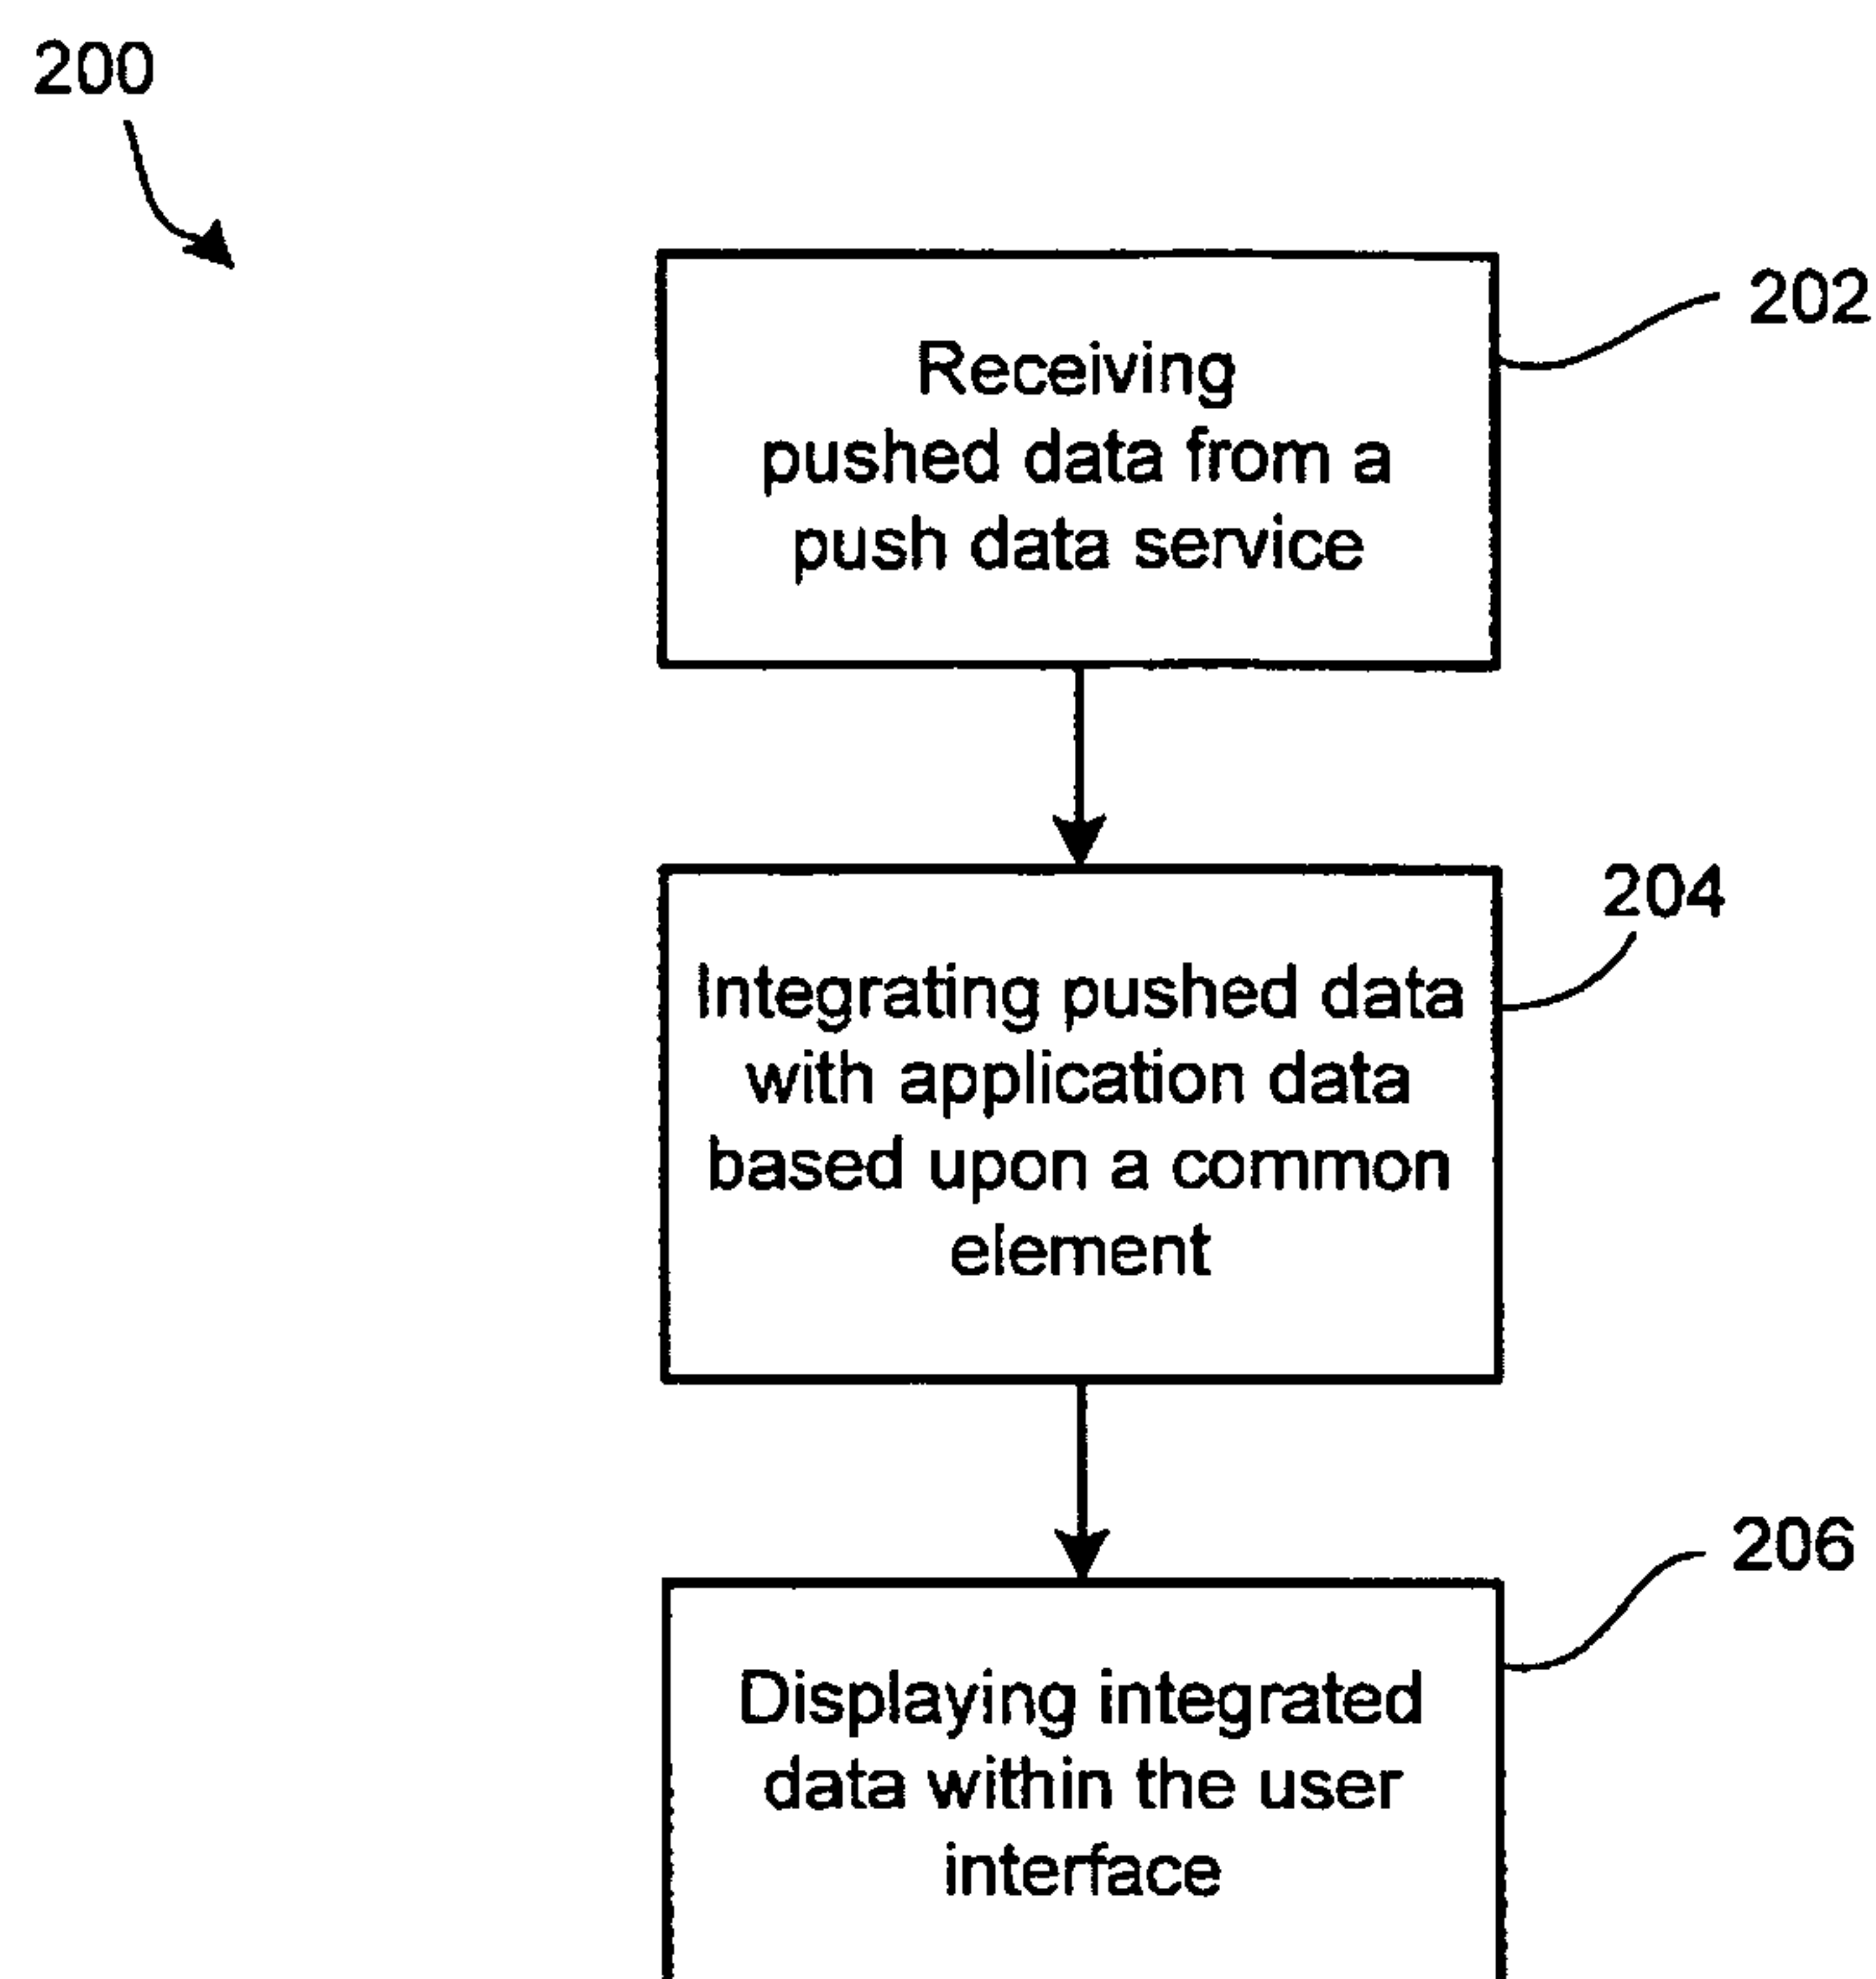 200
202
Receiving
pushed data from a
push data service
204
Integrating pushed data
with application data
based upon a common
element
206
Displaying integrated
data within the user
interface